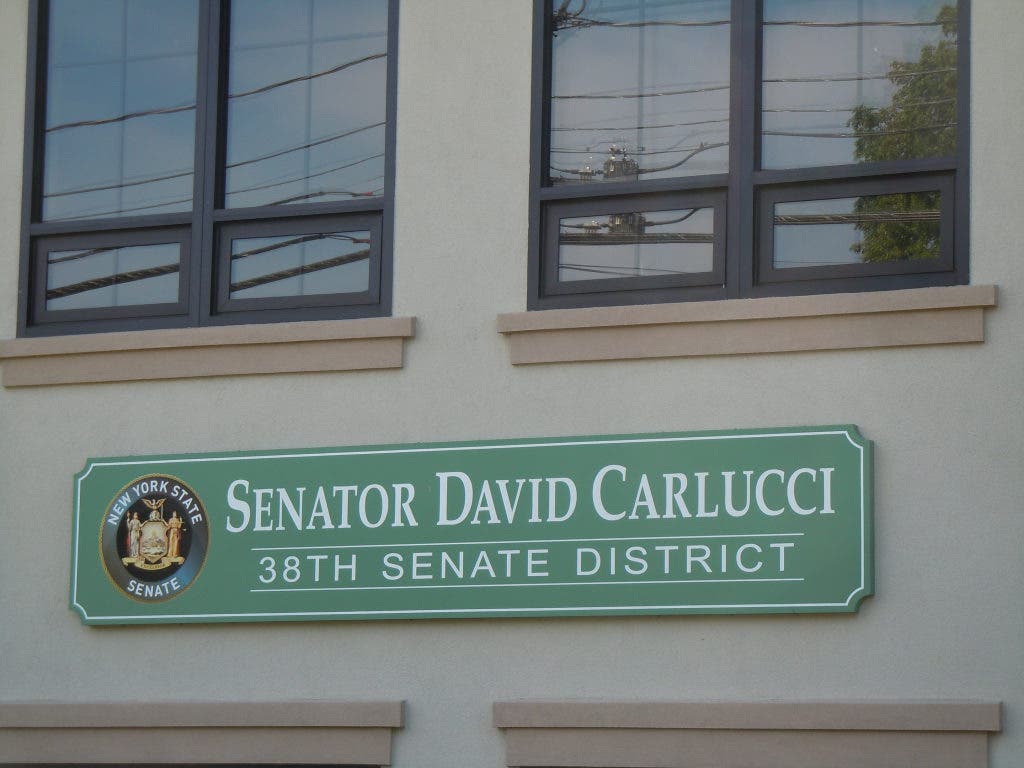 NEW YORK STATE
SENATE
SENATOR DAVID CARLUCCI
38TH SENATE DISTRICT